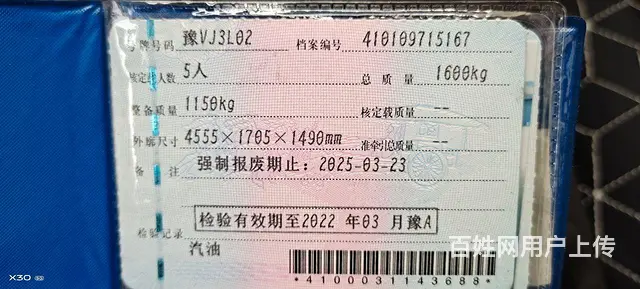 号牌号码 豫VJ3L02 档案编号 410109715167
核定载人数 5人 总质量 1600kg
整备质量 1150kg 核定载质量 --
外廓尺寸 4555×1705×1490mm 准牵引总质量 --
备注 强制报废期止：2025-03-23
检验有效期至2022年03月豫A
检验记录
汽油
*4100031143688*
百姓网用户上传
X30